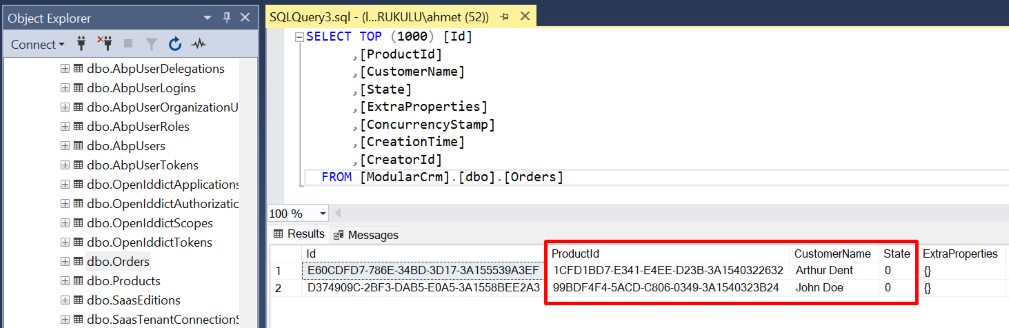 Object Explorer
Connect
dbo.AbpUserDelegations
dbo.AbpUserLogins
dbo.AbpUserOrganizationU
dbo.AbpUserRoles
dbo.AbpUsers
dbo.AbpUserTokens
dbo.OpenIddictApplications
dbo.OpenIddictAuthorizatic
dbo.OpenIddictScopes
dbo.OpenIddictTokens
dbo.Orders
dbo.Products
dbo.SaasEditions
dbo.SaasTenantConnectionS
SQLQuery3.sql - (l...RUKULU\ahmet (52))
SELECT TOP (1000) [Id]
,[ProductId]
,[CustomerName]
,[State]
,[ExtraProperties]
,[ConcurrencyStamp]
,[CreationTime]
,[CreatorId]
FROM [ModularCrm].[dbo].[Orders]
100 %
Results Messages
Id ProductId CustomerName State ExtraProperties
1 E60CDFD7-786E-34BD-3D17-3A155539A3EF 1CFD1BD7-E341-E4EE-D23B-3A1540322632 Arthur Dent 0 {}
2 D374909C-2BF3-DAB5-E0A5-3A1558BEE2A3 99BDF4F4-5ACD-C806-0349-3A1540323B24 John Doe 0 {}